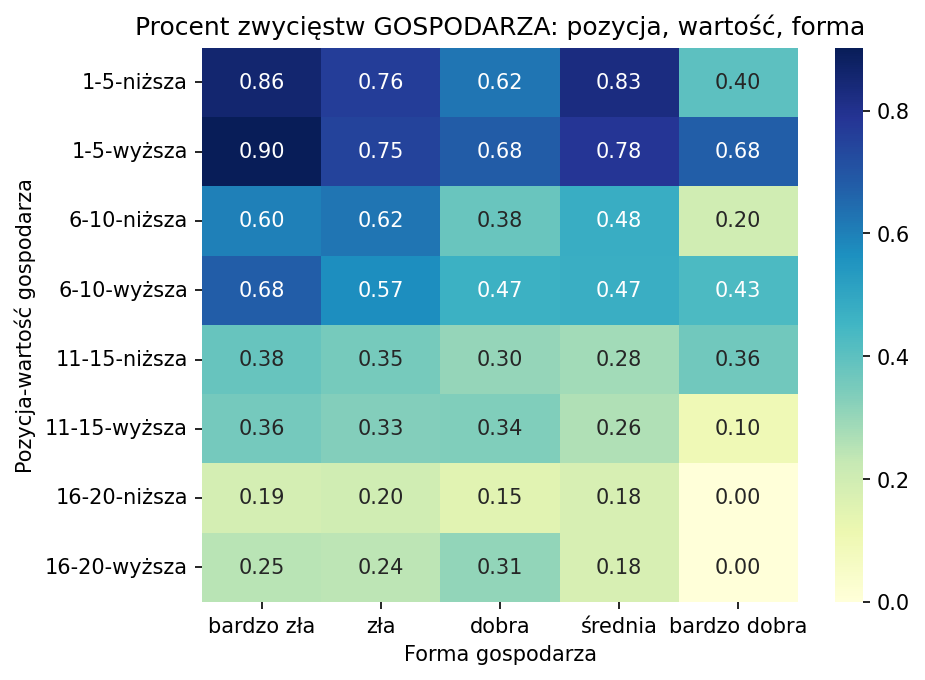 Procent zwycięstw GOSPODARZA: pozycja, wartość, forma
Pozycja-wartość gospodarza
1-5-niższa 0.86 0.76 0.62 0.83 0.40
1-5-wyższa 0.90 0.75 0.68 0.78 0.68
6-10-niższa 0.60 0.62 0.38 0.48 0.20
6-10-wyższa 0.68 0.57 0.47 0.47 0.43
11-15-niższa 0.38 0.35 0.30 0.28 0.36
11-15-wyższa 0.36 0.33 0.34 0.26 0.10
16-20-niższa 0.19 0.20 0.15 0.18 0.00
16-20-wyższa 0.25 0.24 0.31 0.18 0.00
bardzo zła zła dobra średnia bardzo dobra
Forma gospodarza
0.8
0.6
0.4
0.2
0.0